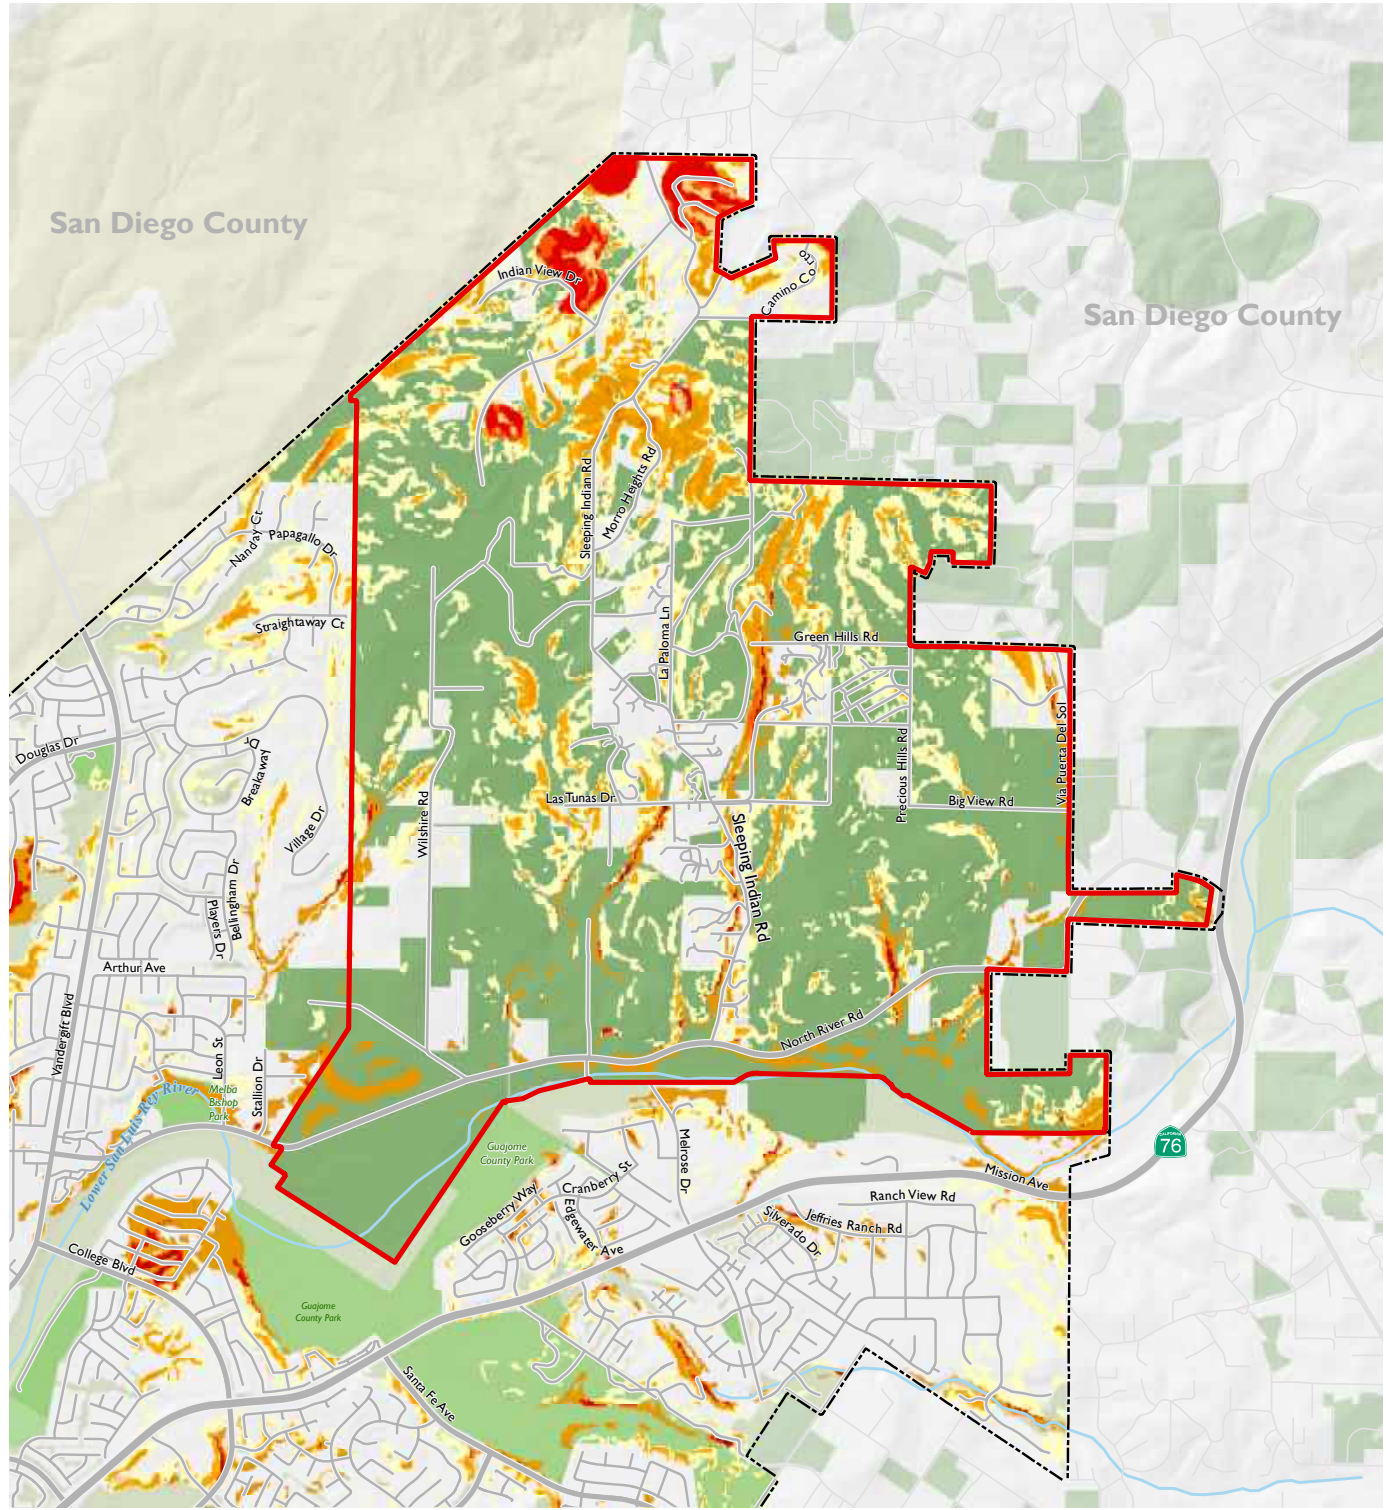 San Diego County
Indian View Dr
Camino Corto
San Diego County
Sleeping Indian Rd
Morro Heights Rd
Nanday Ct
Papagallo Dr
Straightaway Ct
La Paloma Ln
Green Hills Rd
Douglas Dr
Breakaway Dr
Village Dr
Wilshire Rd
Las Tunas Dr
Precious Hills Rd
Via Puerta Del Sol
Big View Rd
Sleeping Indian Rd
Bellingham Dr
Players Dr
Arthur Ave
Vandergift Blvd
Leon St
Stallion Dr
North River Rd
Melba
Bishop
Park
Lower San Luis Rey River
Guajome
County Park
Melrose Dr
76
Mission Ave
Cranberry St
Gooseberry Way
Edgewater
Ave
Ranch View Rd
Jeffries Ranch Rd
Silverado Dr
College Blvd
Guajome
County Park
Santa Fe Ave